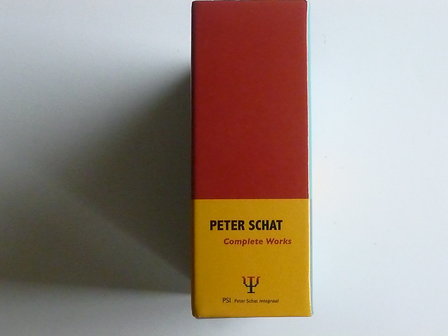 PETER SCHAT
Complete Works
Ψ
PSI Peter Schat integraal